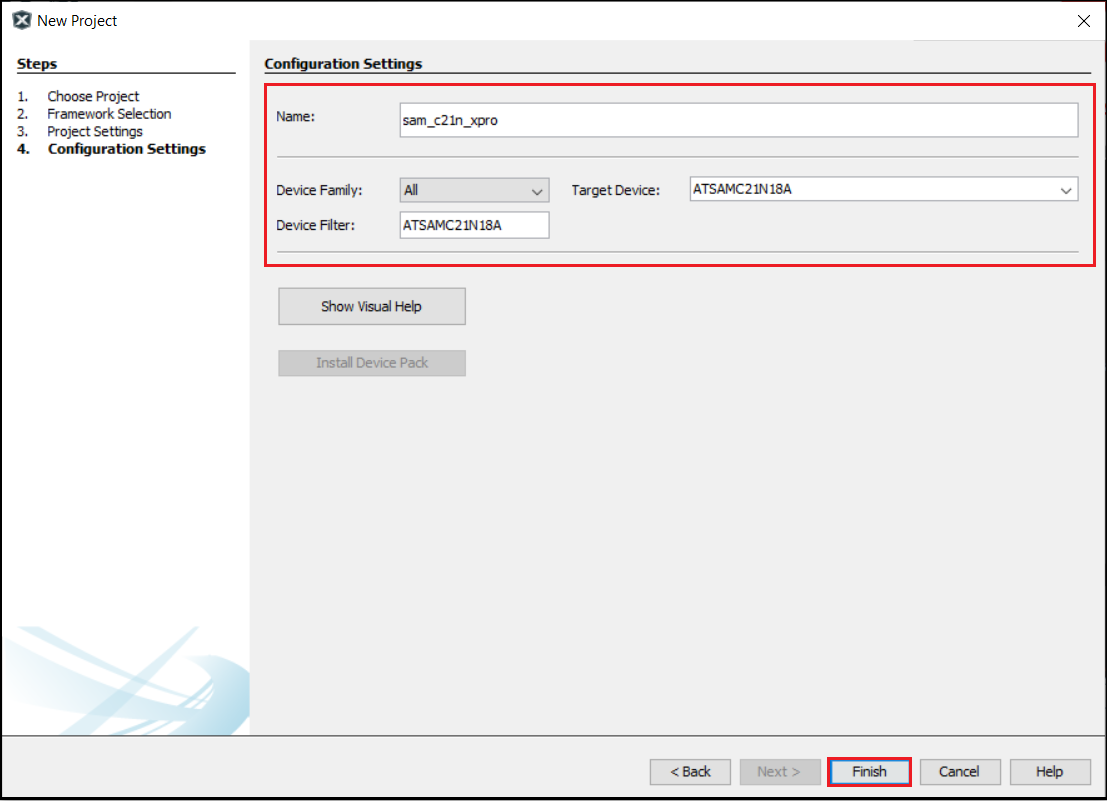 New Project
Steps
1. Choose Project
2. Framework Selection
3. Project Settings
4. Configuration Settings
Configuration Settings
Name: sam_c21n_xpro
Device Family: All Target Device: ATSAMC21N18A
Device Filter: ATSAMC21N18A
Show Visual Help
Install Device Pack
< Back Next > Finish Cancel Help